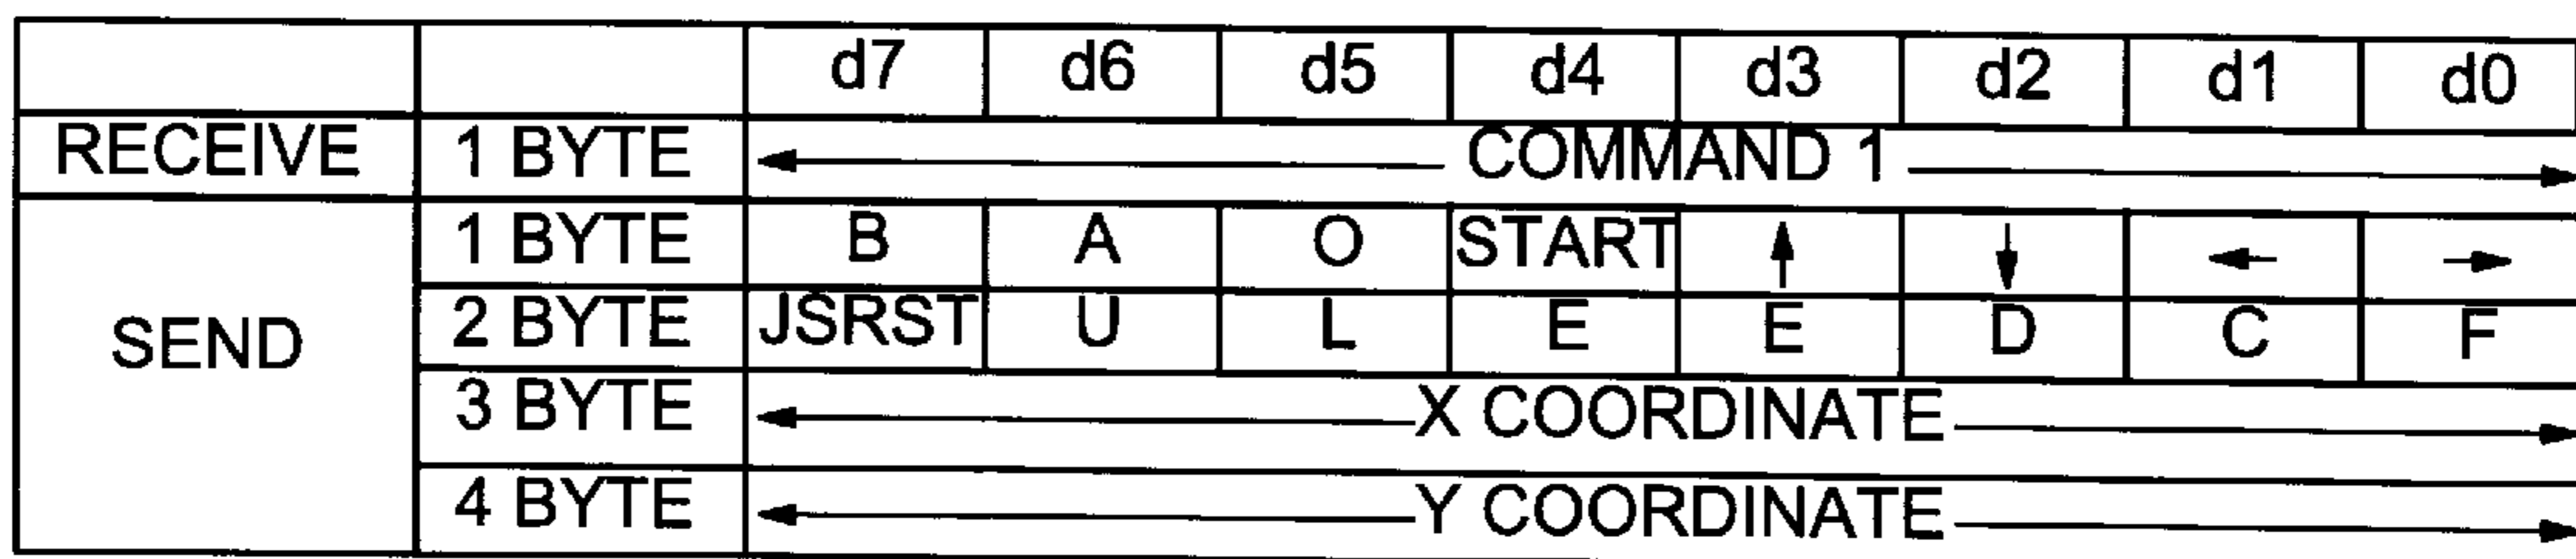 d7 d6 d5 d4 d3 d2 d1 d0
RECEIVE 1 BYTE COMMAND 1
SEND
1 BYTE B A O START ↑ ↓ ← →
2 BYTE JSRST U L E E D C F
3 BYTE X COORDINATE
4 BYTE Y COORDINATE